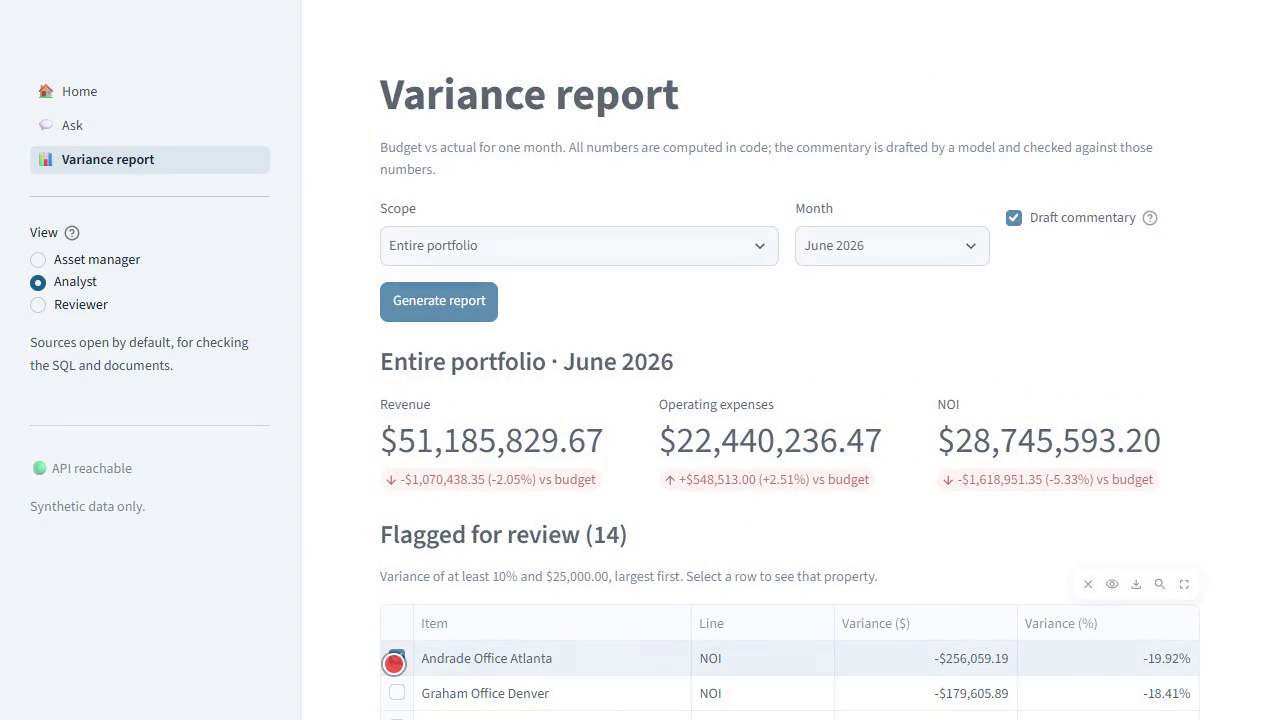 Home
Ask
Variance report
View
Asset manager
Analyst
Reviewer
Sources open by default, for checking
the SQL and documents.
API reachable
Synthetic data only.
Variance report
Budget vs actual for one month. All numbers are computed in code; the commentary is drafted by a model and checked against those
numbers.
Scope
Month
Entire portfolio
June 2026
Draft commentary
Generate report
Entire portfolio · June 2026
Revenue
Operating expenses
NOI
$51,185,829.67
$22,440,236.47
$28,745,593.20
↓ -$1,070,438.35 (-2.05%) vs budget
↑ +$548,513.00 (+2.51%) vs budget
↓ -$1,618,951.35 (-5.33%) vs budget
Flagged for review (14)
Variance of at least 10% and $25,000.00, largest first. Select a row to see that property.
Item Line Variance ($) Variance (%)
Andrade Office Atlanta NOI -$256,059.19 -19.92%
Graham Office Denver NOI -$179,605.89 -18.41%